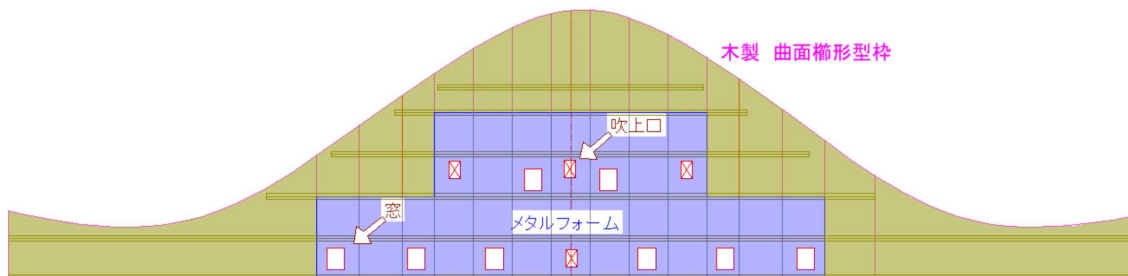 木製 曲面櫛形型枠
吹上口
窓
メタルフォーム